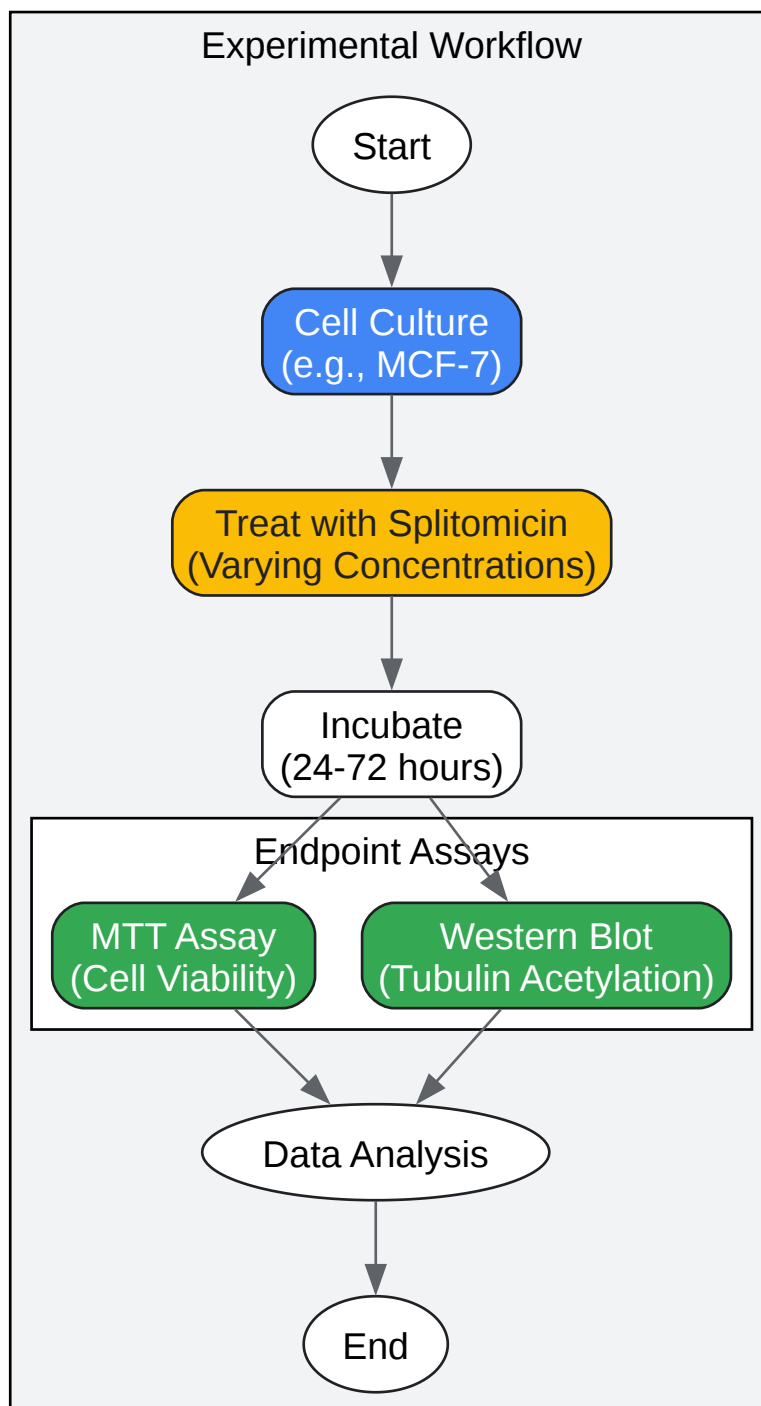 Experimental Workflow
Start
Cell Culture
(e.g., MCF-7)
Treat with Splitomicin
(Varying Concentrations)
Incubate
(24-72 hours)
Endpoint Assays
MTT Assay
(Cell Viability)
Western Blot
(Tubulin Acetylation)
Data Analysis
End